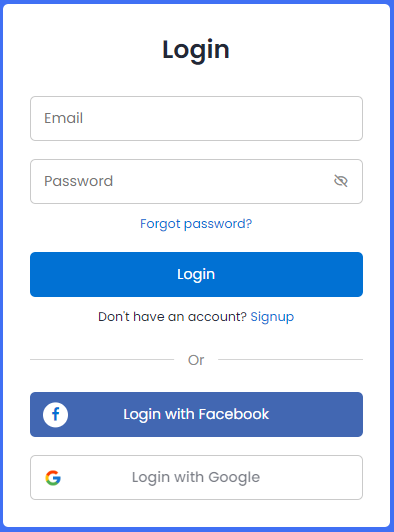 Login
Email
Password
Forgot password?
Login
Don't have an account? Signup
Or
Login with Facebook
Login with Google